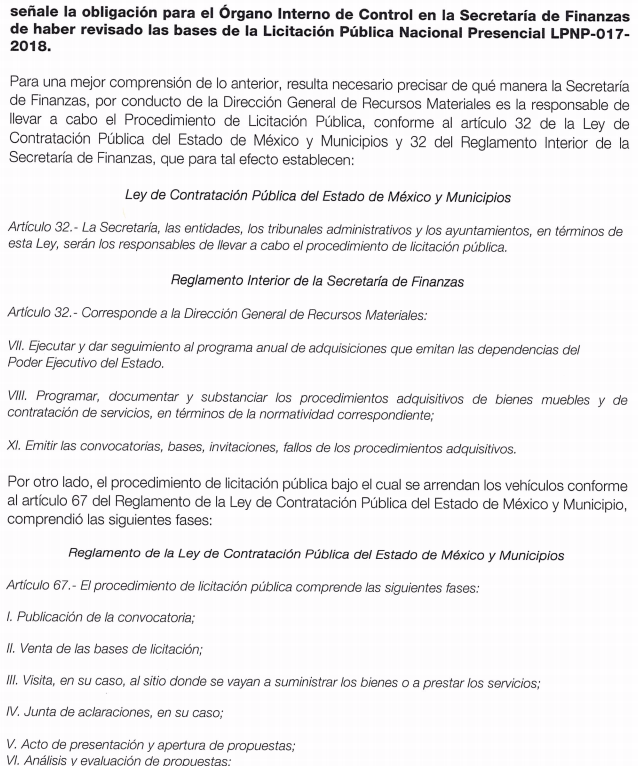 señale la obligación para el Órgano Interno de Control en la Secretaría de Finanzas
de haber revisado las bases de la Licitación Pública Nacional Presencial LPNP-017-
2018.
Para una mejor comprensión de lo anterior, resulta necesario precisar de qué manera la Secretaría
de Finanzas, por conducto de la Dirección General de Recursos Materiales es la responsable de
llevar a cabo el Procedimiento de Licitación Pública, conforme al artículo 32 de la Ley de
Contratación Pública del Estado de México y Municipios y 32 del Reglamento Interior de la
Secretaría de Finanzas, que para tal efecto establecen:
Ley de Contratación Pública del Estado de México y Municipios
Artículo 32.- La Secretaría, las entidades, los tribunales administrativos y los ayuntamientos, en términos de
esta Ley, serán los responsables de llevar a cabo el procedimiento de licitación pública.
Reglamento Interior de la Secretaría de Finanzas
Artículo 32.- Corresponde a la Dirección General de Recursos Materiales:
VII. Ejecutar y dar seguimiento al programa anual de adquisiciones que emitan las dependencias del
Poder Ejecutivo del Estado.
VIII. Programar, documentar y substanciar los procedimientos adquisitivos de bienes muebles y de
contratación de servicios, en términos de la normatividad correspondiente;
XI. Emitir las convocatorias, bases, invitaciones, fallos de los procedimientos adquisitivos.
Por otro lado, el procedimiento de licitación pública bajo el cual se arrendan los vehículos conforme
al artículo 67 del Reglamento de la Ley de Contratación Pública del Estado de México y Municipio,
comprendió las siguientes fases:
Reglamento de la Ley de Contratación Pública del Estado de México y Municipios
Artículo 67.- El procedimiento de licitación pública comprende las siguientes fases:
I. Publicación de la convocatoria;
II. Venta de las bases de licitación;
III. Visita, en su caso, al sitio donde se vayan a suministrar los bienes o a prestar los servicios;
IV. Junta de aclaraciones, en su caso;
V. Acto de presentación y apertura de propuestas;
VI. Análisis y evaluación de propuestas;